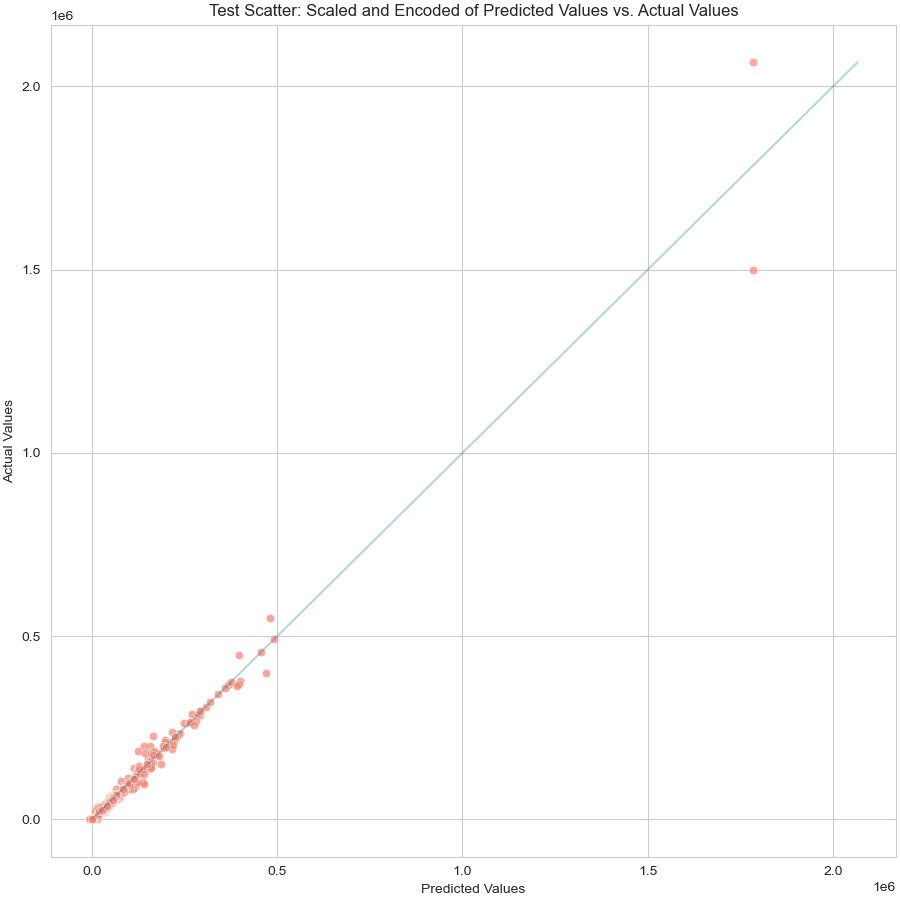 Test Scatter: Scaled and Encoded of Predicted Values vs. Actual Values
1e6
2.0
1.5
1.0
0.5
0.0
Actual Values
0.0 0.5 1.0 1.5 2.0
Predicted Values
1e6